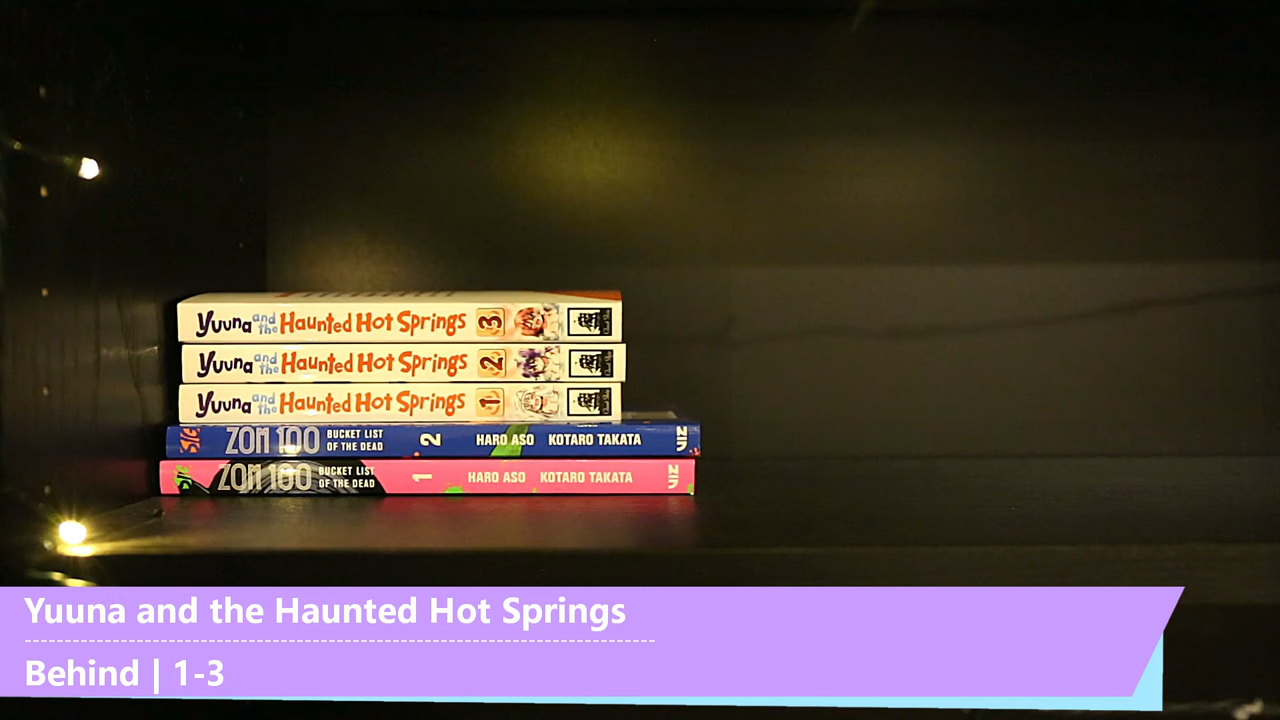 Yuuna and the Haunted Hot Springs 3
Yuuna and the Haunted Hot Springs 2
Yuuna and the Haunted Hot Springs 1
ZOM 100 BUCKET LIST OF THE DEAD 2 HARO ASO KOTARO TAKATA VIZ
ZOM 100 BUCKET LIST OF THE DEAD 1 HARO ASO KOTARO TAKATA VIZ
Yuuna and the Haunted Hot Springs
Behind | 1-3